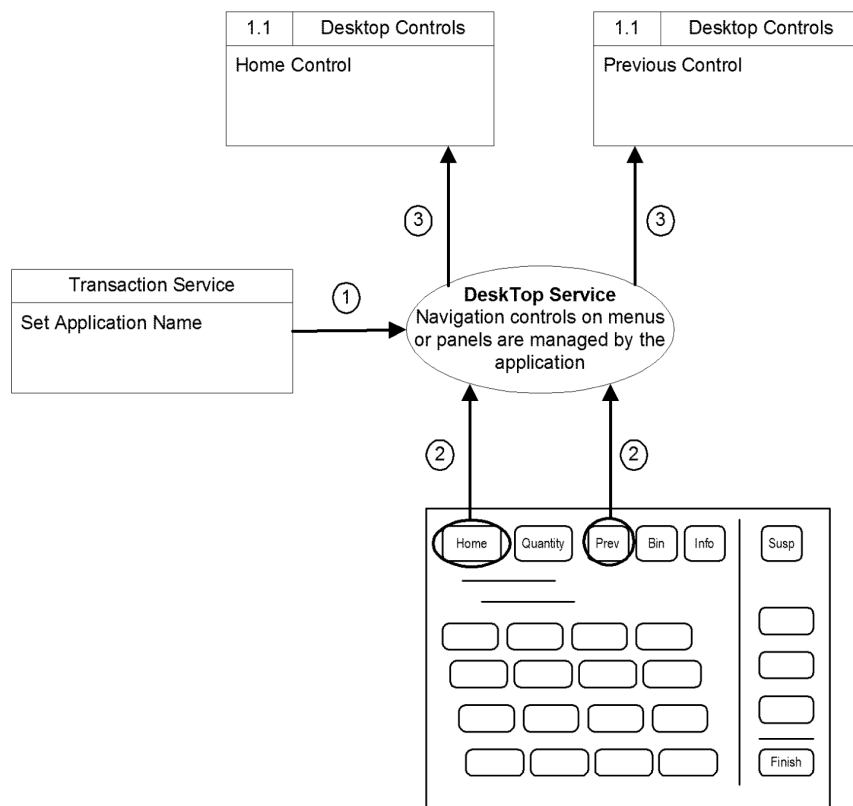 1.1 Desktop Controls
Home Control
1.1 Desktop Controls
Previous Control
3
3
Transaction Service
Set Application Name
1
DeskTop Service
Navigation controls on menus
or panels are managed by the
application
2
2
Home Quantity Prev Bin Info Susp
Finish